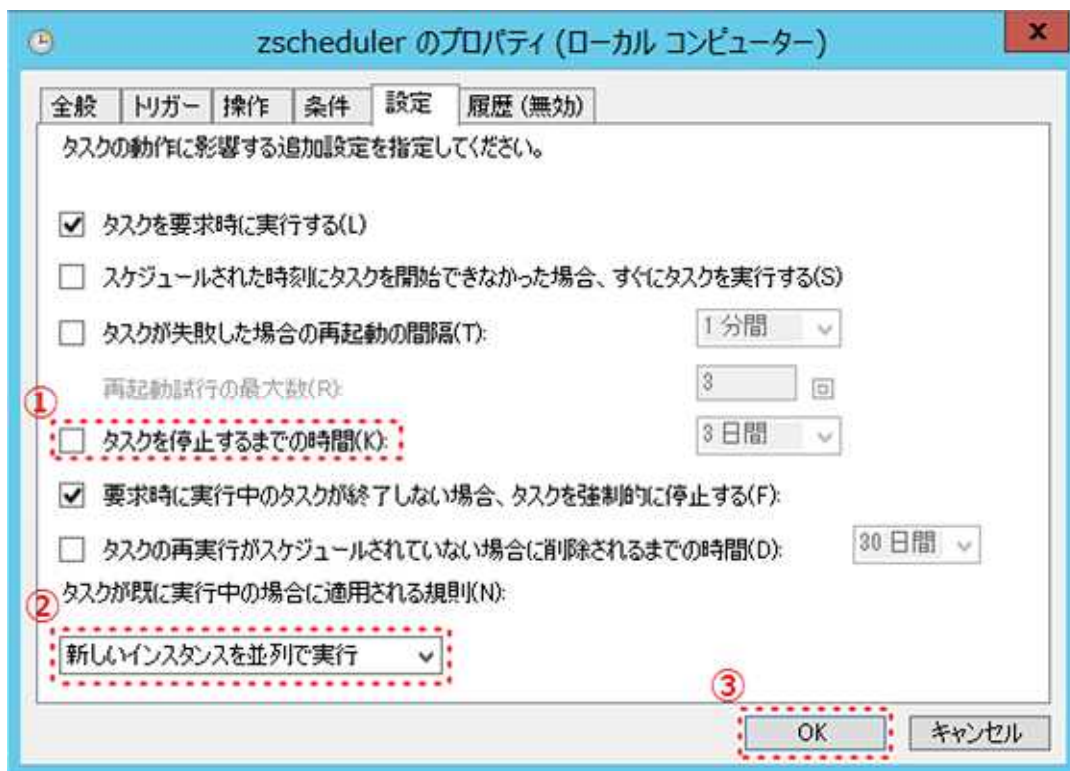 zscheduler のプロパティ (ローカル コンピューター)
x
全般 トリガー 操作 条件 設定 履歴 (無効)
タスクの動作に影響する追加設定を指定してください。
タスクを要求時に実行する(L)
スケジュールされた時刻にタスクを開始できなかった場合、すぐにタスクを実行する(S)
タスクが失敗した場合の再起動の間隔(T): 1 分間
再起動試行の最大数(R): 3
①
タスクを停止するまでの時間(K): 3 日間
要求時に実行中のタスクが終了しない場合、タスクを強制的に停止する(F):
タスクの再実行がスケジュールされていない場合に削除されるまでの時間(D): 30 日間
タスクが既に実行中の場合に適用される規則(N):
②
新しいインスタンスを並列で実行
③
OK キャンセル